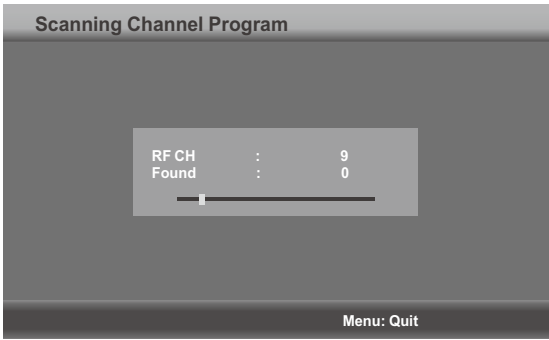 Scanning Channel Program
RF CH : 9
Found : 0
Menu: Quit